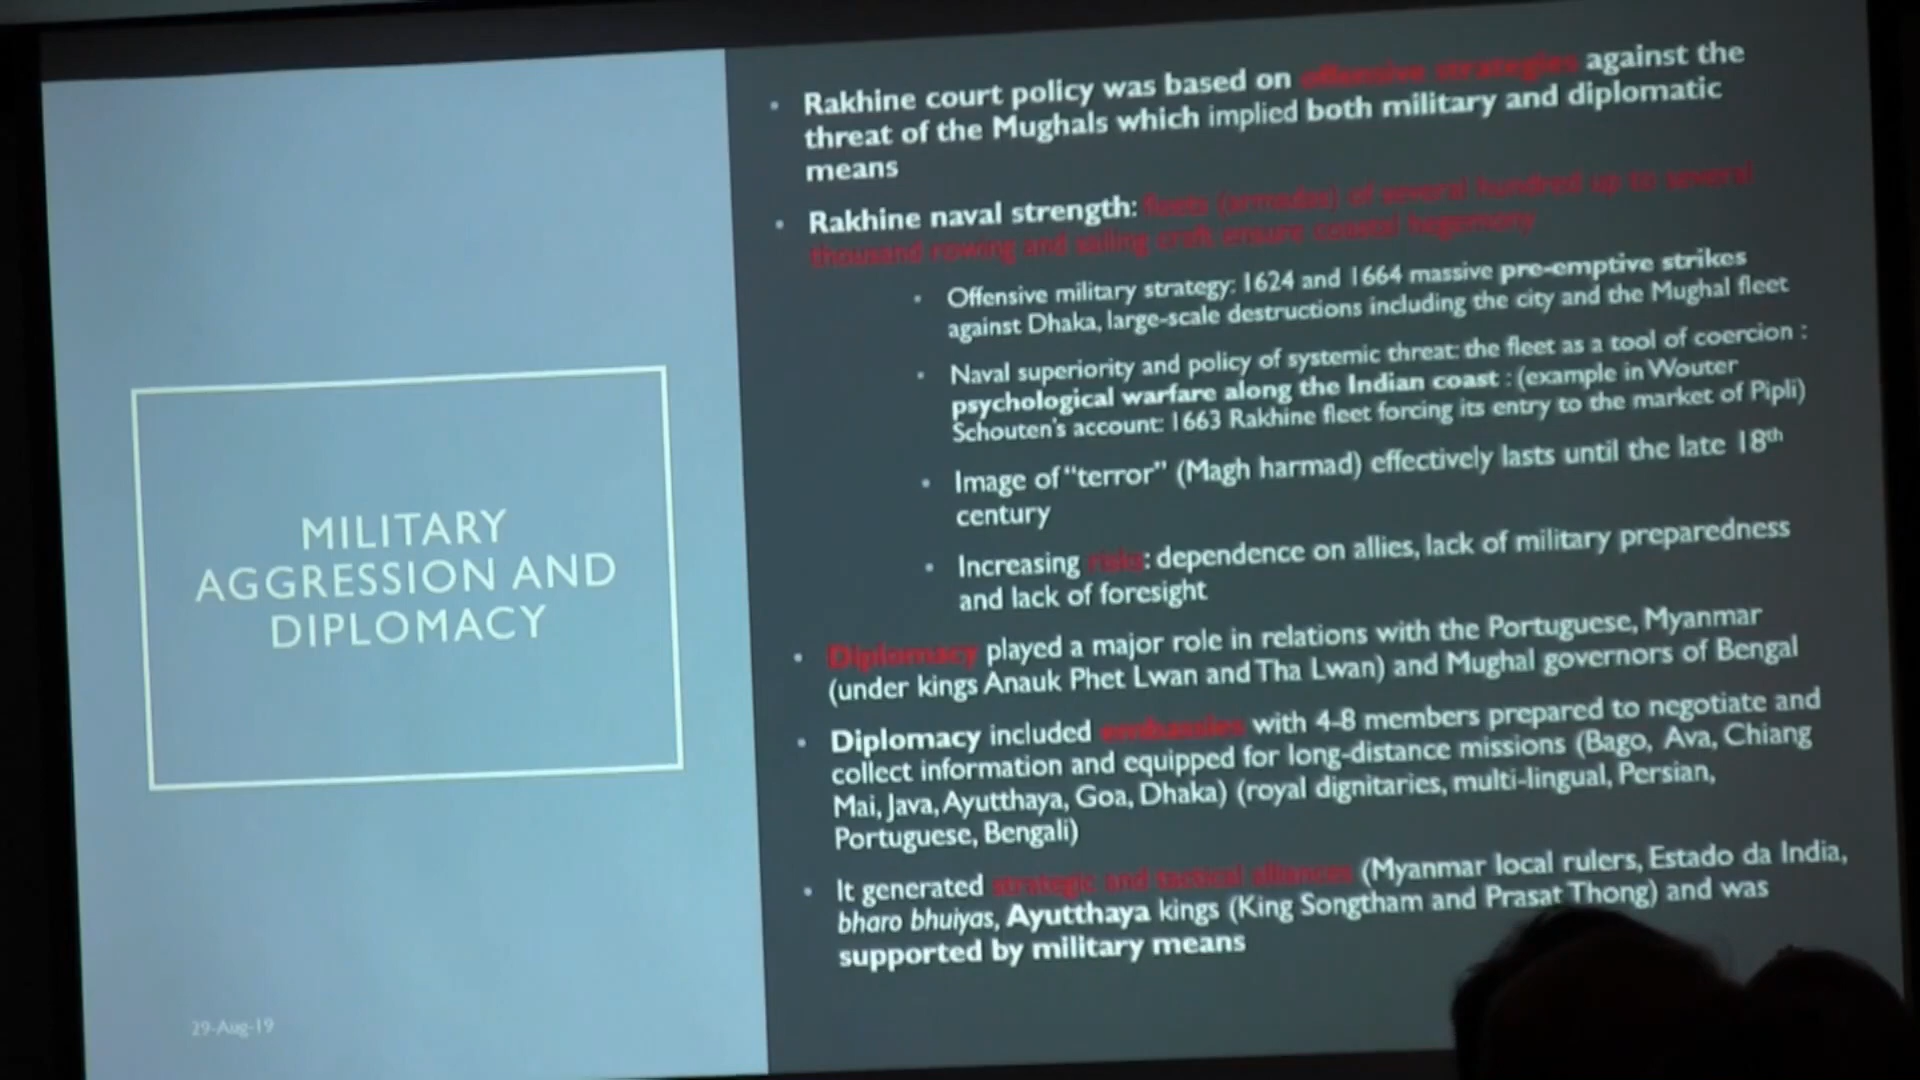 MILITARY
AGGRESSION AND
DIPLOMACY
29-Aug-19
• Rakhine court policy was based on offensive strategies against the
threat of the Mughals which implied both military and diplomatic
means
• Rakhine naval strength: fleets (armadas) of several hundred up to several
thousand rowing and sailing craft ensure coastal hegemony
• Offensive military strategy: 1624 and 1664 massive pre-emptive strikes
against Dhaka, large-scale destructions including the city and the Mughal fleet
• Naval superiority and policy of systemic threat: the fleet as a tool of coercion :
psychological warfare along the Indian coast : (example in Wouter
Schouten's account: 1663 Rakhine fleet forcing its entry to the market of Pipli)
• Image of “terror” (Magh harmad) effectively lasts until the late 18th
century
• Increasing risks: dependence on allies, lack of military preparedness
and lack of foresight
• Diplomacy played a major role in relations with the Portuguese, Myanmar
(under kings Anauk Phet Lwan and Tha Lwan) and Mughal governors of Bengal
• Diplomacy included embassies with 4-8 members prepared to negotiate and
collect information and equipped for long-distance missions (Bago, Ava, Chiang
Mai, Java, Ayutthaya, Goa, Dhaka) (royal dignitaries, multi-lingual, Persian,
Portuguese, Bengali)
• It generated strategic and tactical alliances (Myanmar local rulers, Estado da India,
bharo bhuiyas, Ayutthaya kings (King Songtham and Prasat Thong) and was
supported by military means